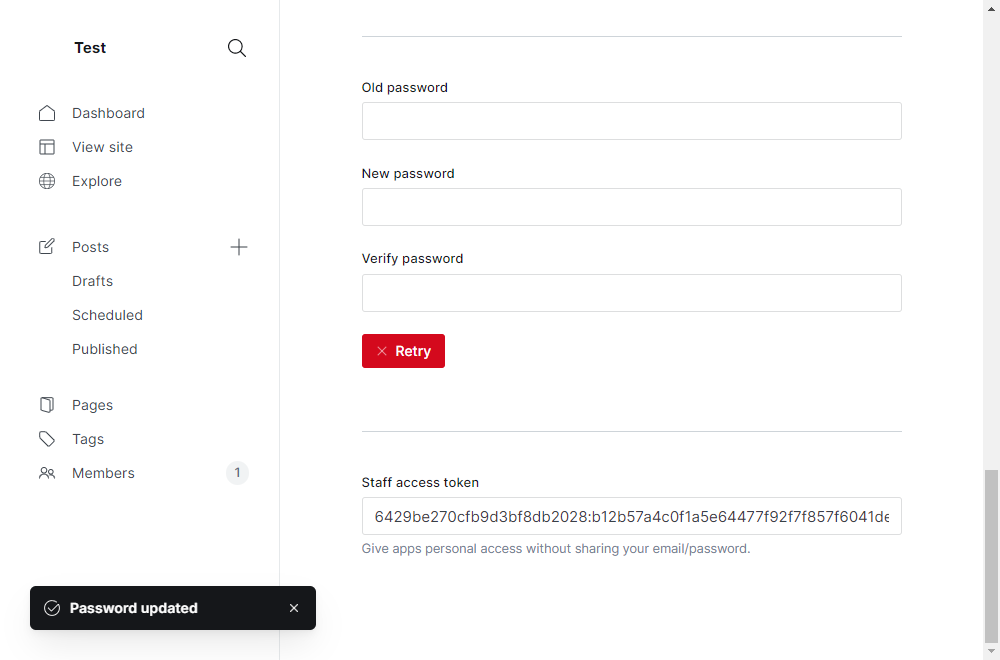 Test
Dashboard
View site
Explore
Posts
Drafts
Scheduled
Published
Pages
Tags
Members 1
Old password
New password
Verify password
Retry
Staff access token
6429be270cfb9d3bf8db2028:b12b57a4c0f1a5e64477f92f7f857f6041de
Give apps personal access without sharing your email/password.
Password updated